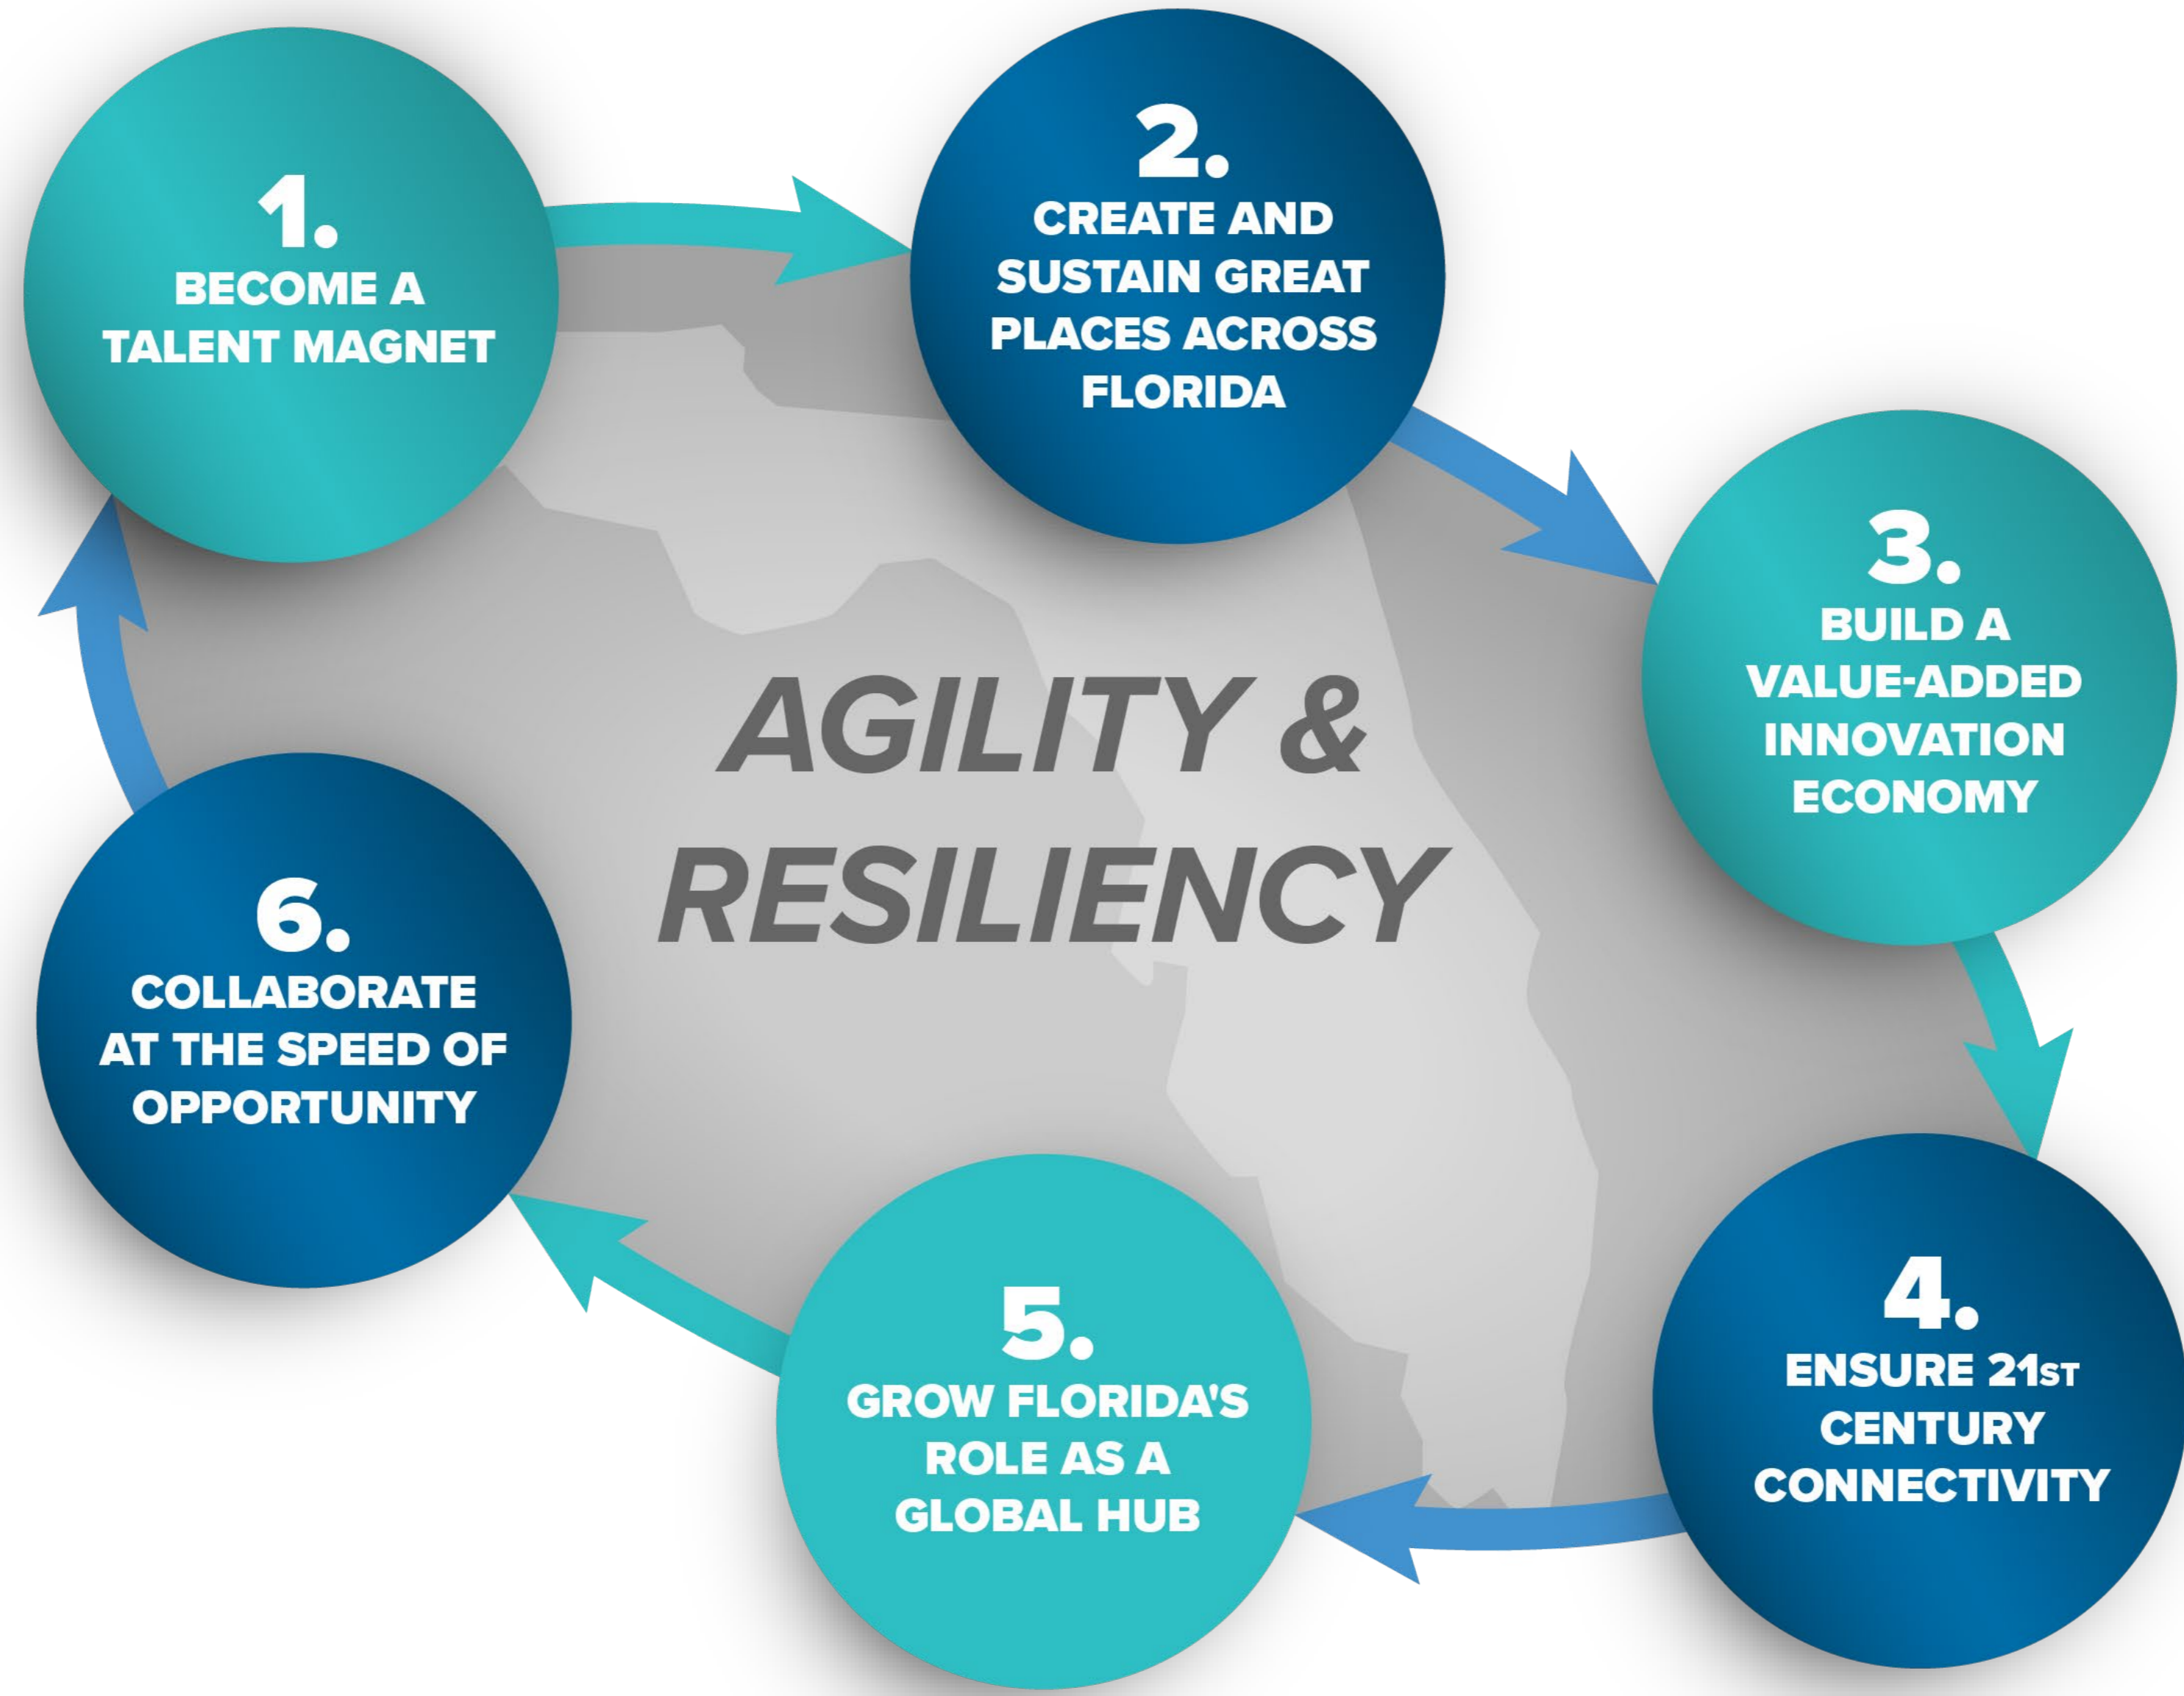 1.
BECOME A
TALENT MAGNET
2.
CREATE AND
SUSTAIN GREAT
PLACES ACROSS
FLORIDA
3.
BUILD A
VALUE-ADDED
INNOVATION
ECONOMY
AGILITY &
RESILIENCY
4.
ENSURE 21ST
CENTURY
CONNECTIVITY
5.
GROW FLORIDA'S
ROLE AS A
GLOBAL HUB
6.
COLLABORATE
AT THE SPEED OF
OPPORTUNITY